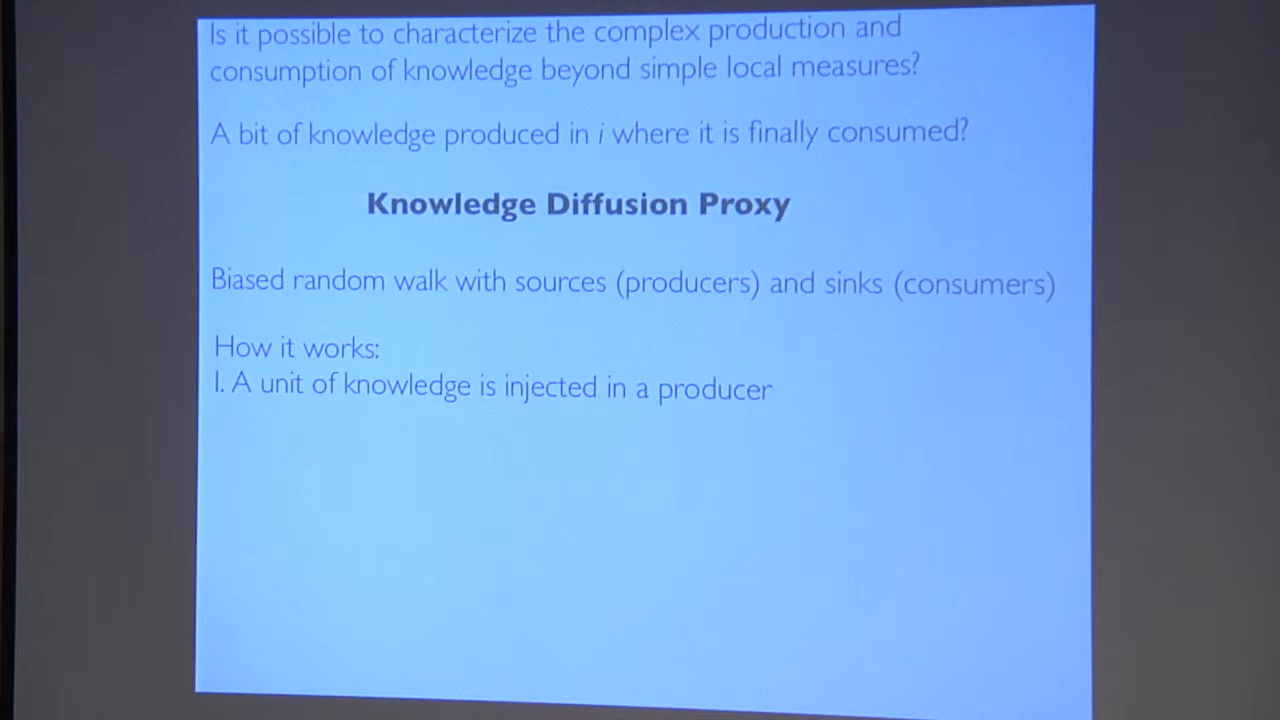 Is it possible to characterize the complex production and
consumption of knowledge beyond simple local measures?
A bit of knowledge produced in i where it is finally consumed?
Knowledge Diffusion Proxy
Biased random walk with sources (producers) and sinks (consumers)
How it works:
1. A unit of knowledge is injected in a producer